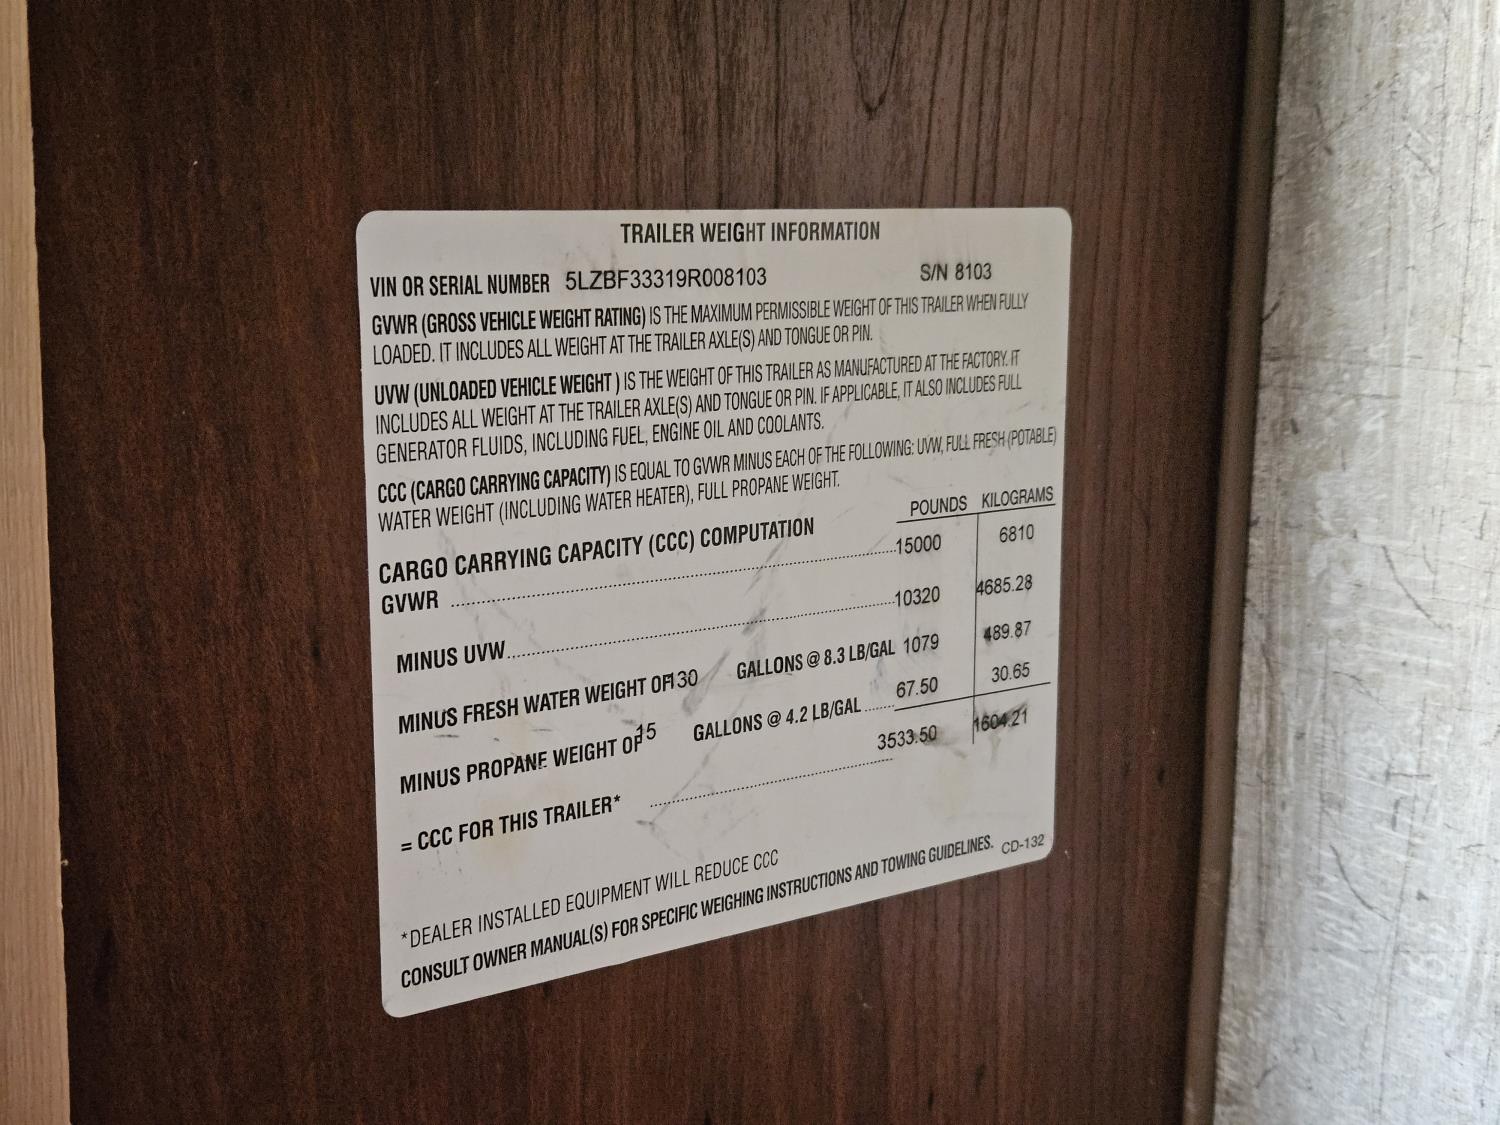 TRAILER WEIGHT INFORMATION
VIN OR SERIAL NUMBER 5LZBF33319R008103 S/N 8103
GVWR (GROSS VEHICLE WEIGHT RATING) IS THE MAXIMUM PERMISSIBLE WEIGHT OF THIS TRAILER WHEN FULLY
LOADED. IT INCLUDES ALL WEIGHT AT THE TRAILER AXLE(S) AND TONGUE OR PIN.
UVW (UNLOADED VEHICLE WEIGHT ) IS THE WEIGHT OF THIS TRAILER AS MANUFACTURED AT THE FACTORY. IT
INCLUDES ALL WEIGHT AT THE TRAILER AXLE(S) AND TONGUE OR PIN. IF APPLICABLE, IT ALSO INCLUDES FULL
GENERATOR FLUIDS, INCLUDING FUEL, ENGINE OIL AND COOLANTS.
CCC (CARGO CARRYING CAPACITY) IS EQUAL TO GVWR MINUS EACH OF THE FOLLOWING: UVW, FULL FRESH (POTABLE)
WATER WEIGHT (INCLUDING WATER HEATER), FULL PROPANE WEIGHT.
POUNDS KILOGRAMS
CARGO CARRYING CAPACITY (CCC) COMPUTATION
GVWR ........ 15000 6810
MINUS UVW ........ 10320 4685.28
MINUS FRESH WATER WEIGHT OF 130 GALLONS @ 8.3 LB/GAL 1079 489.87
MINUS PROPANE WEIGHT OF 15 GALLONS @ 4.2 LB/GAL ........ 67.50 30.65
= CCC FOR THIS TRAILER* ........ 3533.50 1604.21
*DEALER INSTALLED EQUIPMENT WILL REDUCE CCC
CONSULT OWNER MANUAL(S) FOR SPECIFIC WEIGHING INSTRUCTIONS AND TOWING GUIDELINES. CD-132